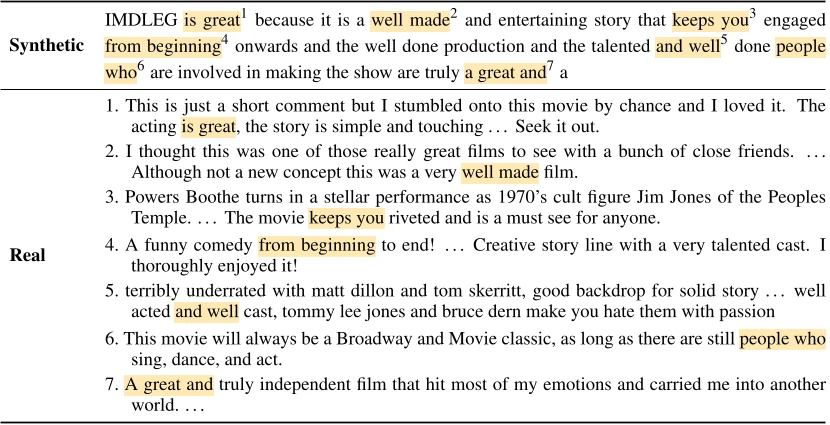 Synthetic
IMDLEG is great1 because it is a well made2 and entertaining story that keeps you3 engaged
from beginning4 onwards and the well done production and the talented and well5 done people
who6 are involved in making the show are truly a great and7 a
Real
1. This is just a short comment but I stumbled onto this movie by chance and I loved it. The
acting is great, the story is simple and touching ... Seek it out.
2. I thought this was one of those really great films to see with a bunch of close friends. ...
Although not a new concept this was a very well made film.
3. Powers Boothe turns in a stellar performance as 1970's cult figure Jim Jones of the Peoples
Temple. ... The movie keeps you riveted and is a must see for anyone.
4. A funny comedy from beginning to end! ... Creative story line with a very talented cast. I
thoroughly enjoyed it!
5. terribly underrated with matt dillon and tom skerritt, good backdrop for solid story ... well
acted and well cast, tommy lee jones and bruce dern make you hate them with passion
6. This movie will always be a Broadway and Movie classic, as long as there are still people who
sing, dance, and act.
7. A great and truly independent film that hit most of my emotions and carried me into another
world. ...